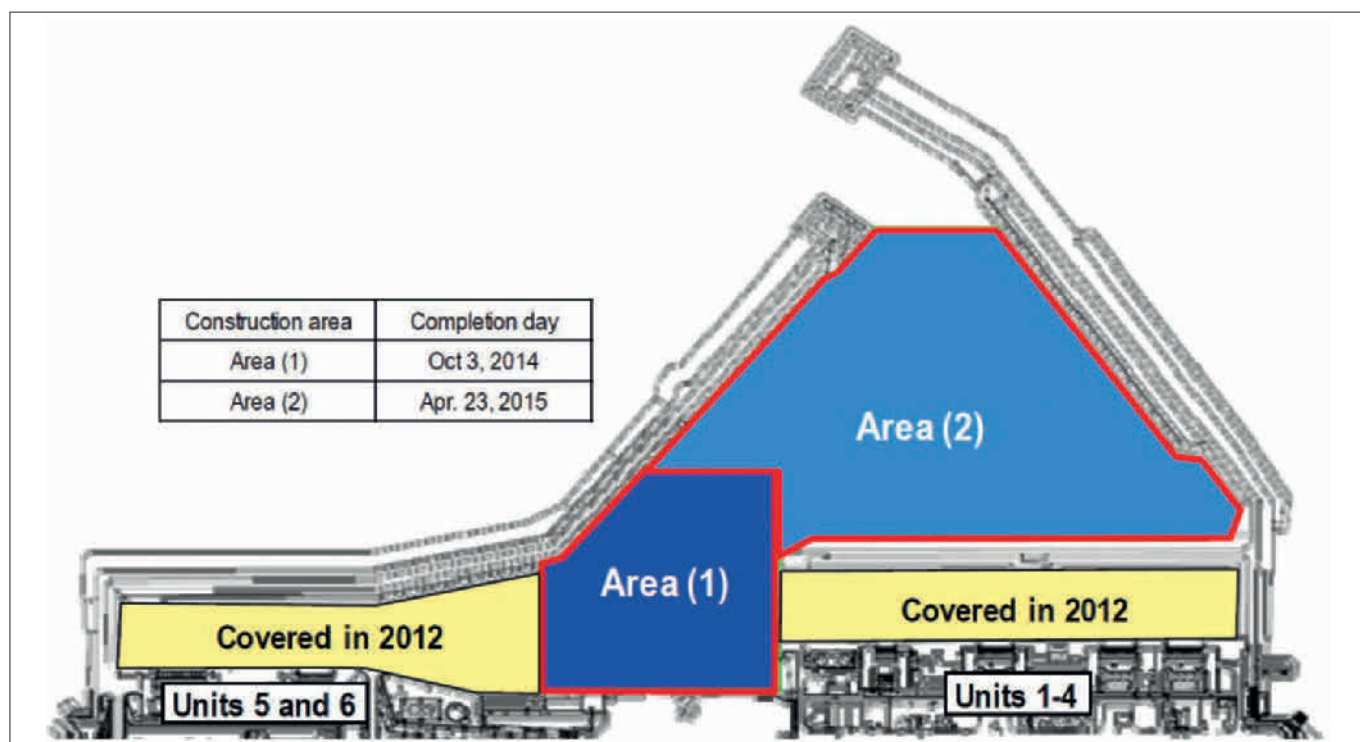 Construction area Completion day
Area (1) Oct 3, 2014
Area (2) Apr. 23, 2015
Area (2)
Area (1)
Covered in 2012
Covered in 2012
Units 5 and 6
Units 1-4